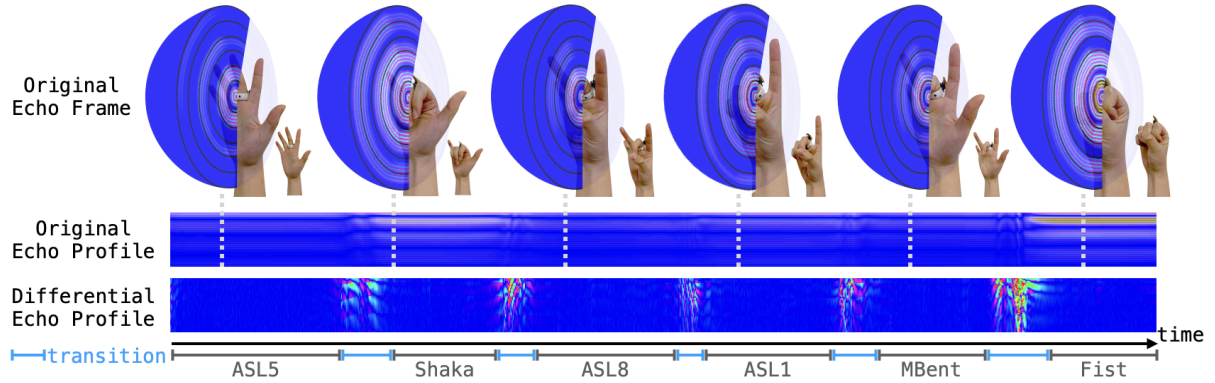 Original
Echo Frame
Original
Echo Profile
Differential
Echo Profile
time
transition
ASL5
Shaka
ASL8
ASL1
MBent
Fist